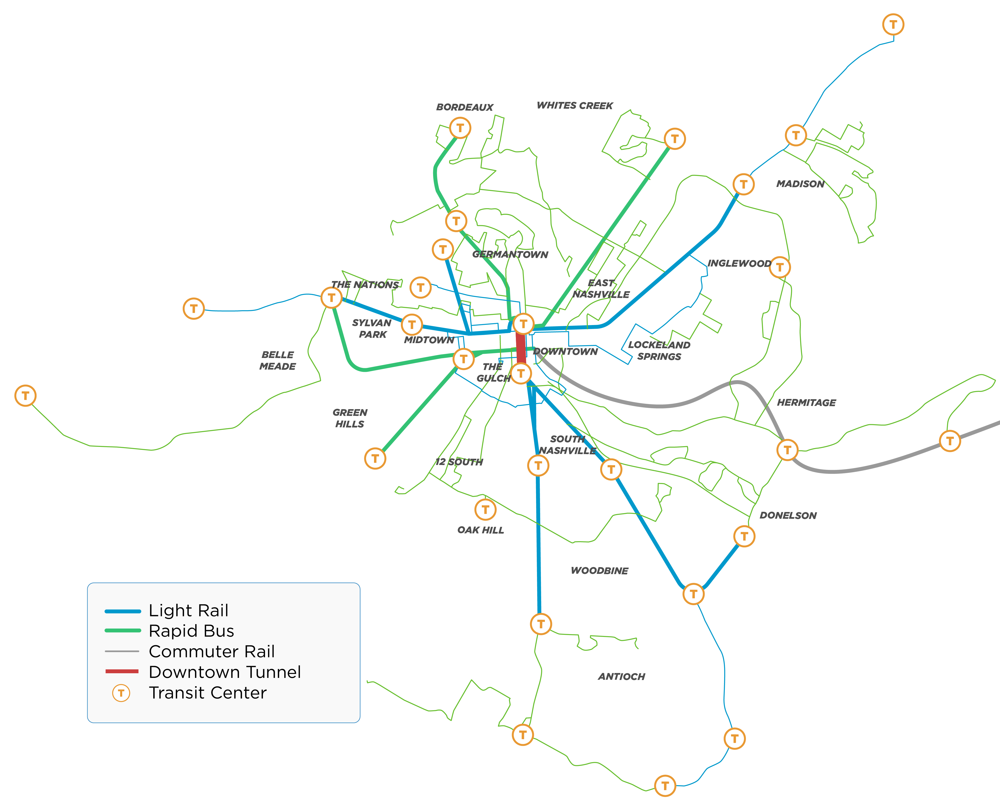 T
BORDEAUX
WHITES CREEK
T
T
T
T
MADISON
T
T
GERMANTOWN
INGLEWOOD
T
THE NATIONS
T
EAST
NASHVILLE
T
T
SYLVAN
PARK
T
MIDTOWN
T
DOWNTOWN
LOCKELAND
SPRINGS
BELLE
MEADE
T
THE
GULCH
T
T
HERMITAGE
GREEN
HILLS
SOUTH
NASHVILLE
T
T
T
12 SOUTH
T
T
T
OAK HILL
DONELSON
T
WOODBINE
T
T
ANTIOCH
T
T
T
Light Rail
Rapid Bus
Commuter Rail
Downtown Tunnel
T Transit Center